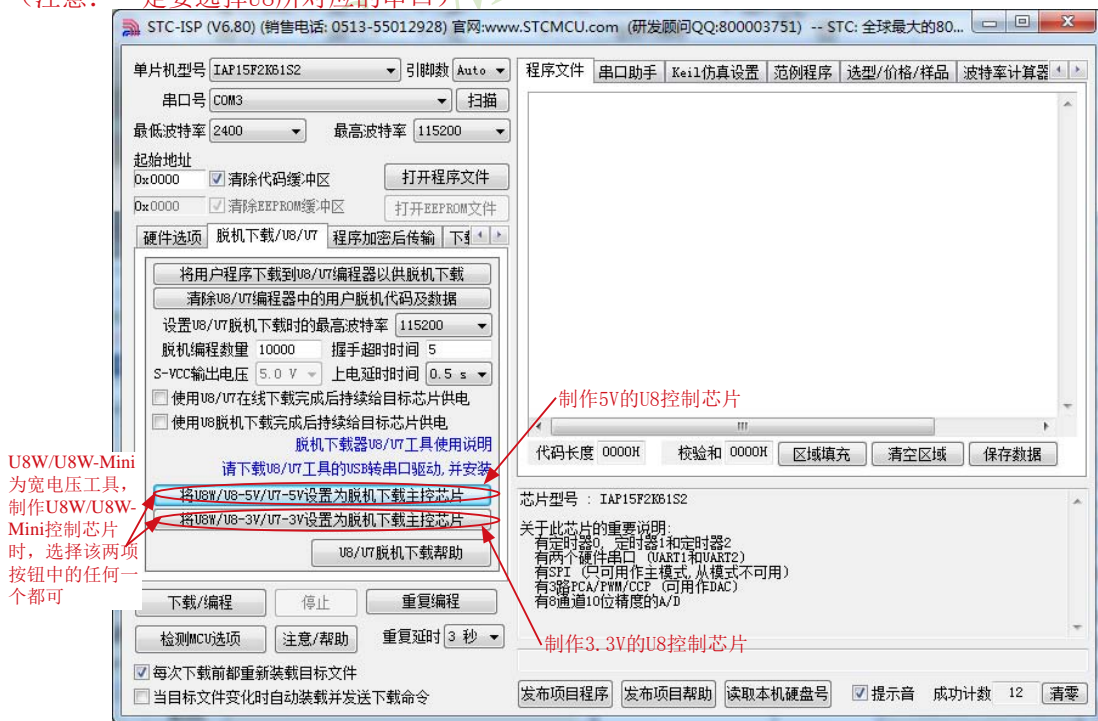 (注意: 一定要选择U8所对应的串口)
STC-ISP (V6.80) (销售电话: 0513-55012928) 官网:www.STCMCU.com (研发顾问QQ:800003751) -- STC: 全球最大的80...
单片机型号 IAP15F2K61S2 引脚数 Auto
串口号 COM3 扫描
最低波特率 2400 最高波特率 115200
起始地址
0x0000 清除代码缓冲区 打开程序文件
0x0000 清除EEPROM缓冲区 打开EEPROM文件
硬件选项 脱机下载/U8/U7 程序加密后传输
将用户程序下载到U8/U7编程器以供脱机下载
清除U8/U7编程器中的用户脱机代码及数据
设置U8/U7脱机下载时的最高波特率 115200
脱机编程数量 10000 握手超时时间 5
S-VCC输出电压 5.0 V 上电延时时间 0.5 s
使用U8/U7在线下载完成后持续给目标芯片供电
使用U8脱机下载完成后持续给目标芯片供电
脱机下载器U8/U7工具使用说明
请下载U8/U7工具的USB转串口驱动,并安装
将U8W/U8-5V/U7-5V设置为脱机下载主控芯片
将U8W/U8-3V/U7-3V设置为脱机下载主控芯片
U8/U7脱机下载帮助
下载/编程 停止 重复编程
检测MCU选项 注意/帮助 重复延时 3 秒
每次下载前都重新装载目标文件
当目标文件变化时自动装载并发送下载命令
U8W/U8W-Mini
为宽电压工具,
制作U8W/U8W-
Mini控制芯片
时,选择该两项
按钮中的任何一
个都可
程序文件 串口助手 Keil仿真设置 范例程序 选型/价格/样品 波特率计算器
制作5V的U8控制芯片
代码长度 0000H 校验和 0000H 区域填充 清空区域 保存数据
芯片型号 : IAP15F2K61S2
关于此芯片的重要说明:
有定时器0, 定时器1和定时器2
有两个硬件串口 (UART1和UART2)
有SPI (只可用作主模式,从模式不可用)
有3路PCA/PWM/CCP (可用作DAC)
有8通道10位精度的A/D
制作3.3V的U8控制芯片
发布项目程序 发布项目帮助 读取本机硬盘号 提示音 成功计数 12 清零